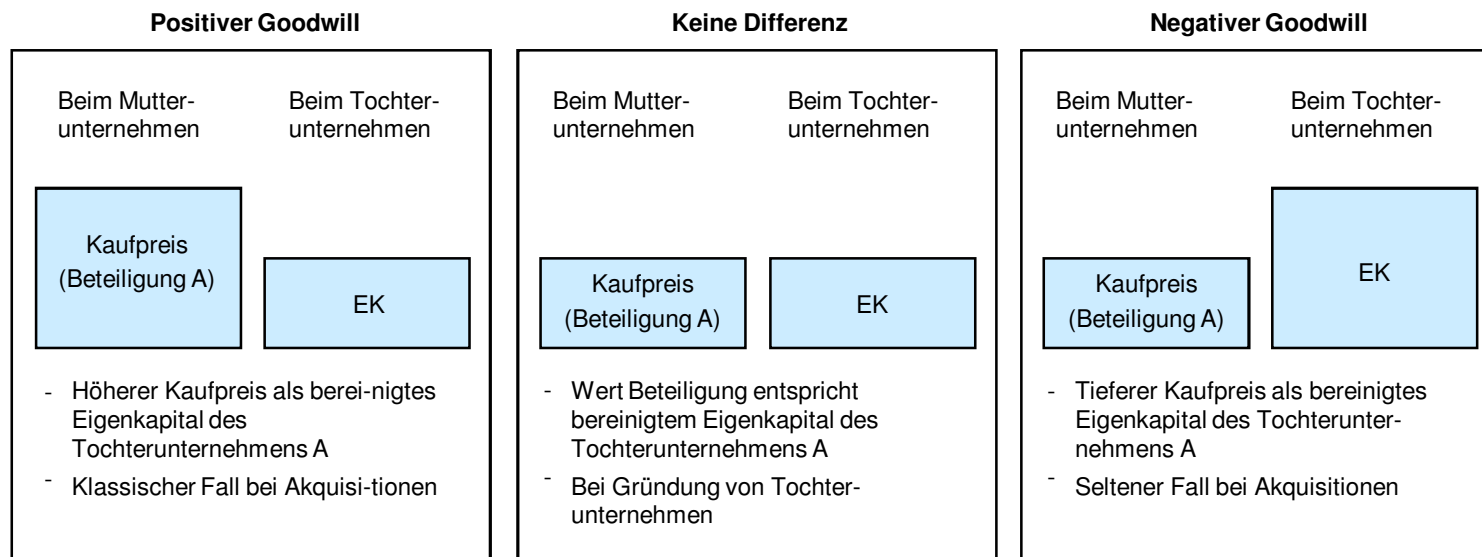 Positiver Goodwill
Beim Mutter-
unternehmen
Beim Tochter-
unternehmen
Kaufpreis
(Beteiligung A)
EK
- Höherer Kaufpreis als berei-nigtes
Eigenkapital des
Tochterunternehmens A
- Klassischer Fall bei Akquisi-tionen
Keine Differenz
Beim Mutter-
unternehmen
Beim Tochter-
unternehmen
Kaufpreis
(Beteiligung A)
EK
- Wert Beteiligung entspricht
bereinigtem Eigenkapital des
Tochterunternehmens A
- Bei Gründung von Tochter-
unternehmen
Negativer Goodwill
Beim Mutter-
unternehmen
Beim Tochter-
unternehmen
Kaufpreis
(Beteiligung A)
EK
- Tieferer Kaufpreis als bereinigtes
Eigenkapital des Tochterunter-
nehmens A
- Seltener Fall bei Akquisitionen